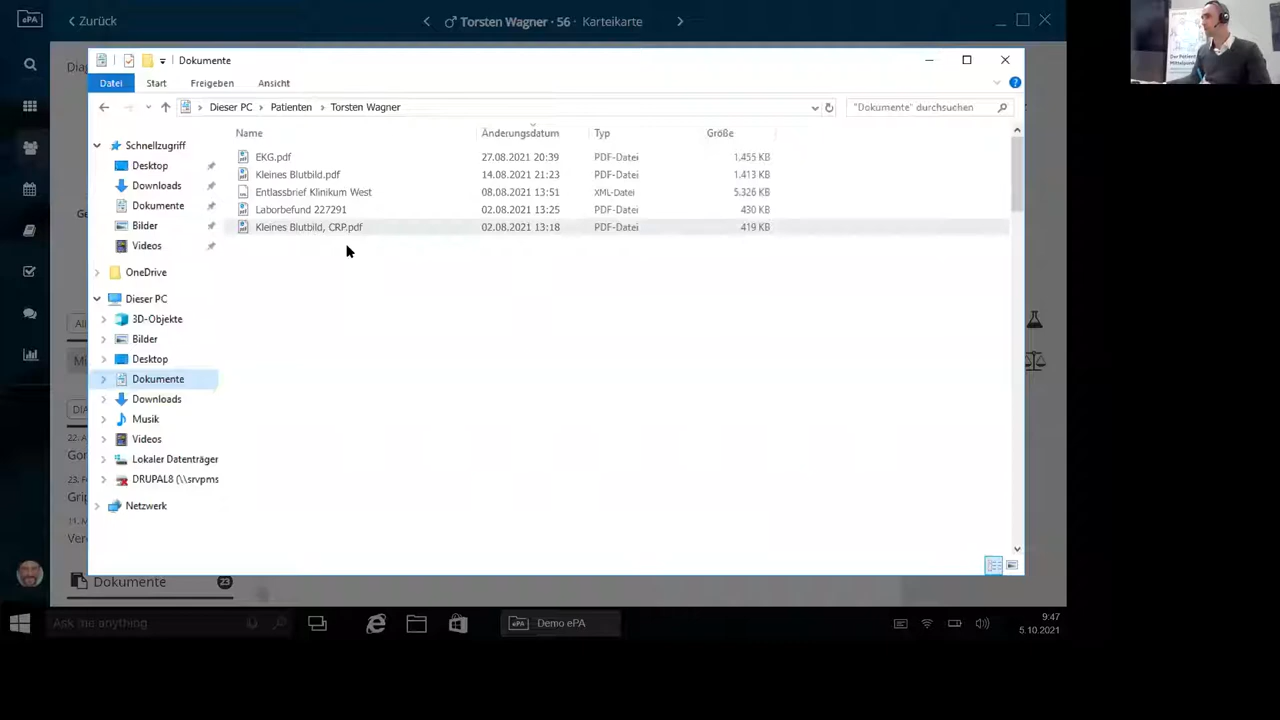 ePA
Zurück
Torsten Wagner · 56 · Karteikarte
Dokumente
Datei Start Freigeben Ansicht
Dieser PC > Patienten > Torsten Wagner
"Dokumente" durchsuchen
Name Änderungsdatum Typ Größe
EKG.pdf 27.08.2021 20:39 PDF-Datei 1.455 KB
Kleines Blutbild.pdf 14.08.2021 21:23 PDF-Datei 1.413 KB
Entlassbrief Klinikum West 08.08.2021 13:51 XML-Datei 5.326 KB
Laborbefund 227291 02.08.2021 13:25 PDF-Datei 430 KB
Kleines Blutbild, CRP.pdf 02.08.2021 13:18 PDF-Datei 419 KB
Schnellzugriff
Desktop
Downloads
Dokumente
Bilder
Videos
OneDrive
Dieser PC
3D-Objekte
Bilder
Desktop
Dokumente
Downloads
Musik
Videos
Lokaler Datenträger
DRUPAL8 (\\srvpms
Netzwerk
Dokumente 23
Ask me anything
ePA Demo ePA
9:47
5.10.2021
Der Patient